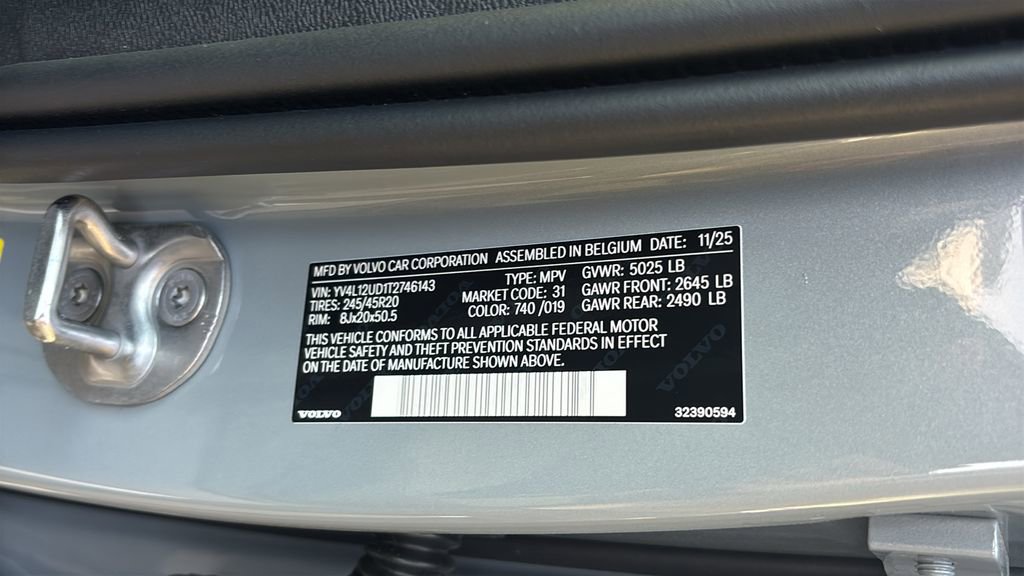 MFD BY VOLVO CAR CORPORATION ASSEMBLED IN BELGIUM DATE: 11/25
VIN: YV4L12UD1T2746143 TYPE: MPV GVWR: 5025 LB
TIRES: 245/45R20 MARKET CODE: 31 GAWR FRONT: 2645 LB
RIM: 8Jx20x50.5 COLOR: 740 /019 GAWR REAR: 2490 LB
THIS VEHICLE CONFORMS TO ALL APPLICABLE FEDERAL MOTOR
VEHICLE SAFETY AND THEFT PREVENTION STANDARDS IN EFFECT
ON THE DATE OF MANUFACTURE SHOWN ABOVE.
VOLVO 32390594